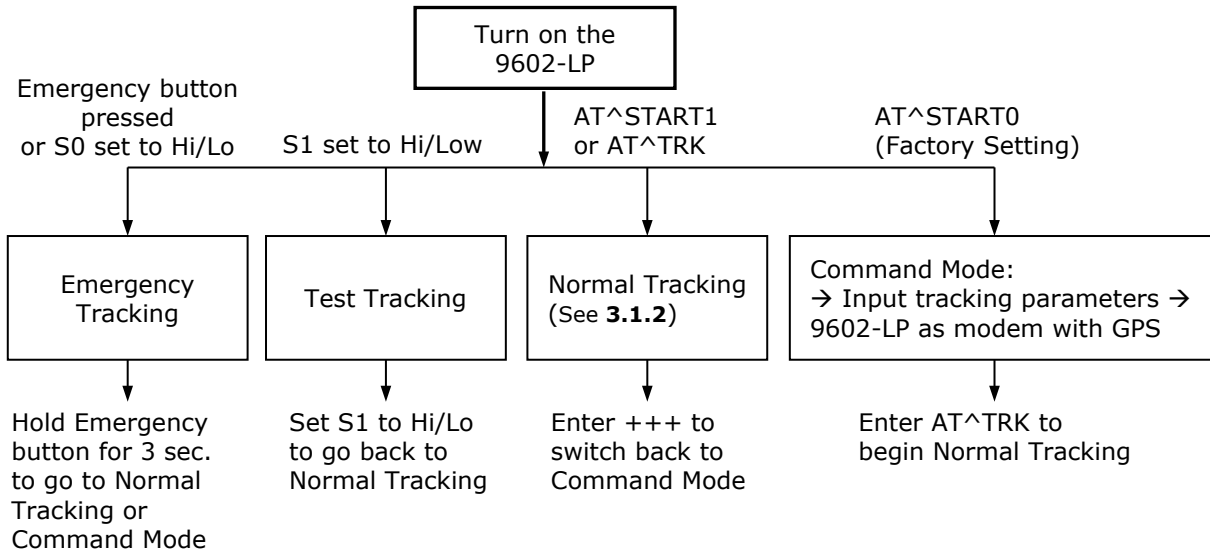 Turn on the
9602-LP
Emergency button
pressed
or S0 set to Hi/Lo
S1 set to Hi/Low
AT^START1
or AT^TRK
AT^START0
(Factory Setting)
Emergency
Tracking
Test Tracking
Normal Tracking
(See 3.1.2)
Command Mode:
→ Input tracking parameters →
9602-LP as modem with GPS
Hold Emergency
button for 3 sec.
to go to Normal
Tracking or
Command Mode
Set S1 to Hi/Lo
to go back to
Normal Tracking
Enter +++ to
switch back to
Command Mode
Enter AT^TRK to
begin Normal Tracking